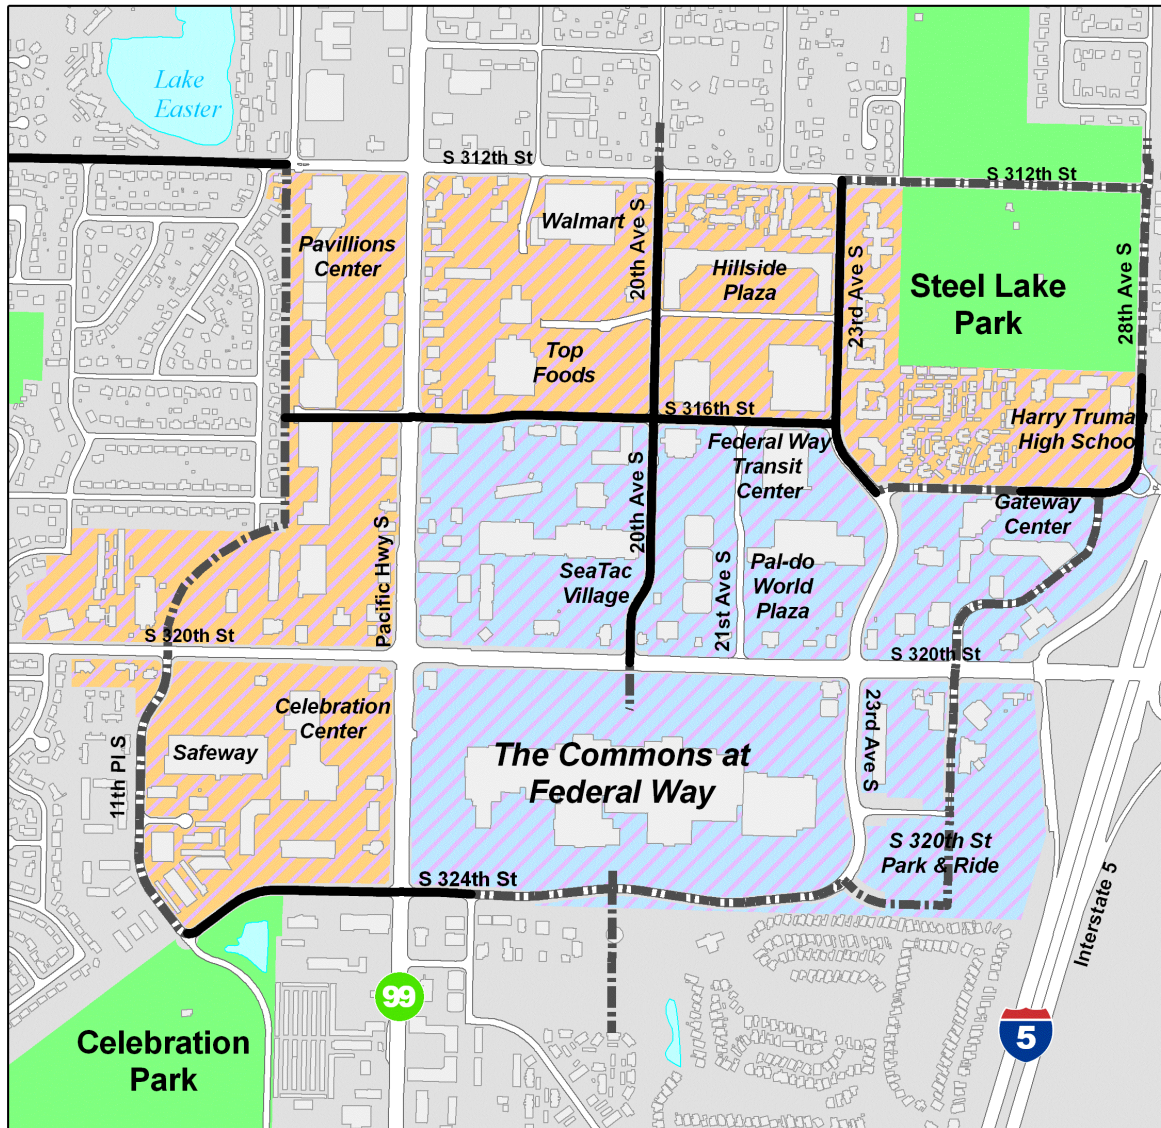 Lake
Easter
S 312th St
S 312th St
Pavillions
Center
Walmart
20th Ave S
Hillside
Plaza
23rd Ave S
Steel Lake
Park
28th Ave S
Top
Foods
S 316th St
Harry Truma
High Schoo
Federal Way
Transit
Center
Pacific Hwy S
20th Ave S
SeaTac
Village
21st Ave S
Pal-do
World
Plaza
Gateway
Center
S 320th St
S 320th St
Celebration
Center
Safeway
11th Pl S
The Commons at
Federal Way
23rd Ave S
S 320th St
Park & Ride
S 324th St
Interstate 5
99
5
Celebration
Park